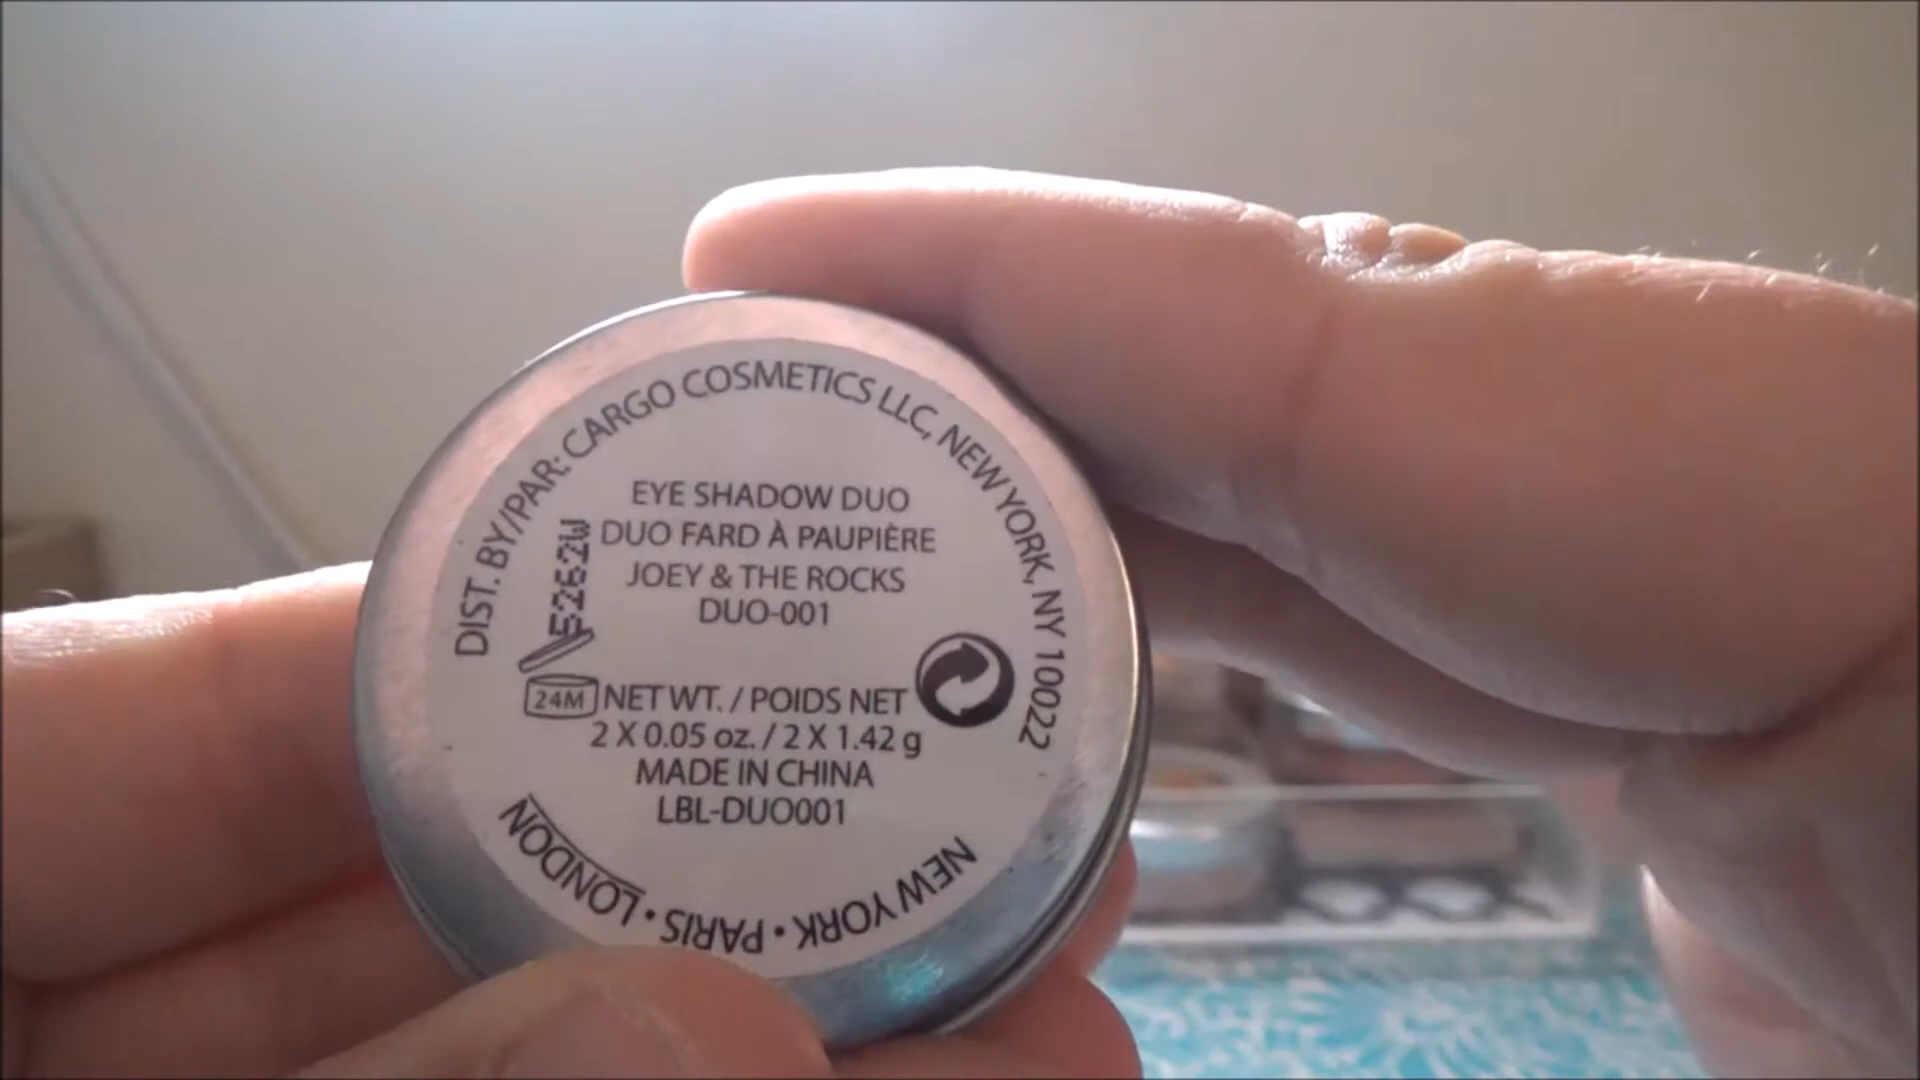 DIST. BY/PAR: CARGO COSMETICS LLC, NEW YORK, NY 10022
EYE SHADOW DUO
DUO FARD À PAUPIÈRE
JOEY & THE ROCKS
DUO-001
5262W
24M
NET WT. / POIDS NET
2 X 0.05 oz. / 2 X 1.42 g
MADE IN CHINA
LBL-DUO001
NEW YORK • PARIS • LONDON